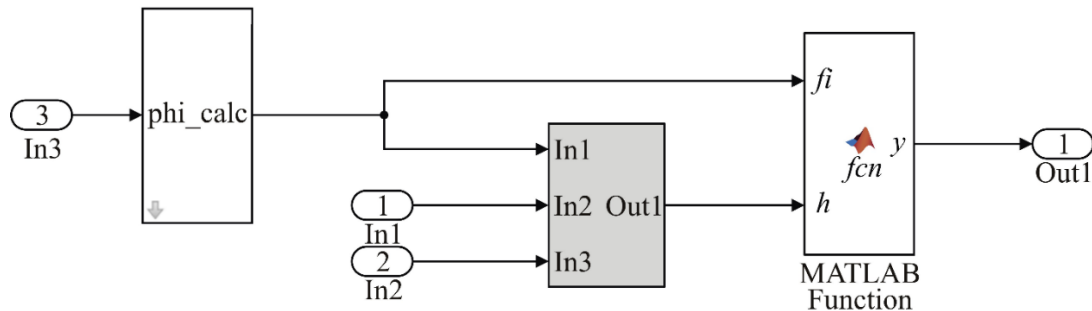 3
In3
phi_calc
1
In1
2
In2
In1
In2
In3
Out1
fi
h
fcn
y
MATLAB
Function
1
Out1